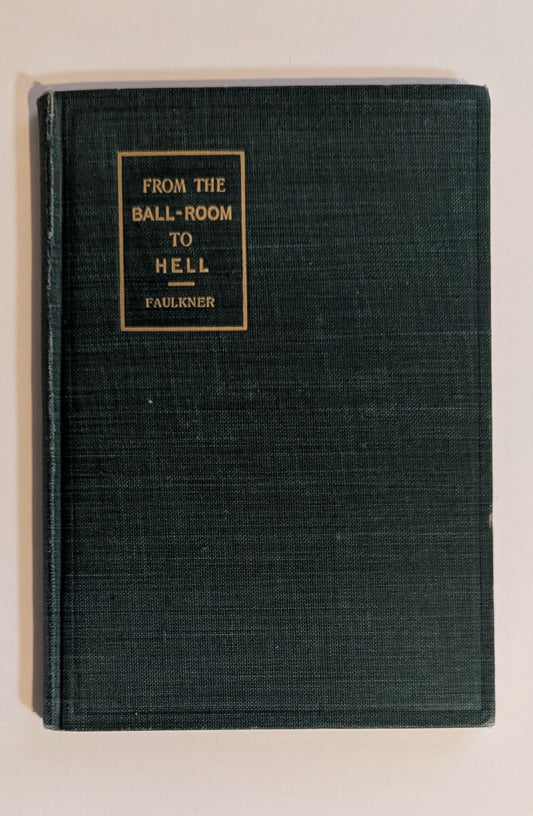 FROM THE
BALL-ROOM
TO
HELL
FAULKNER